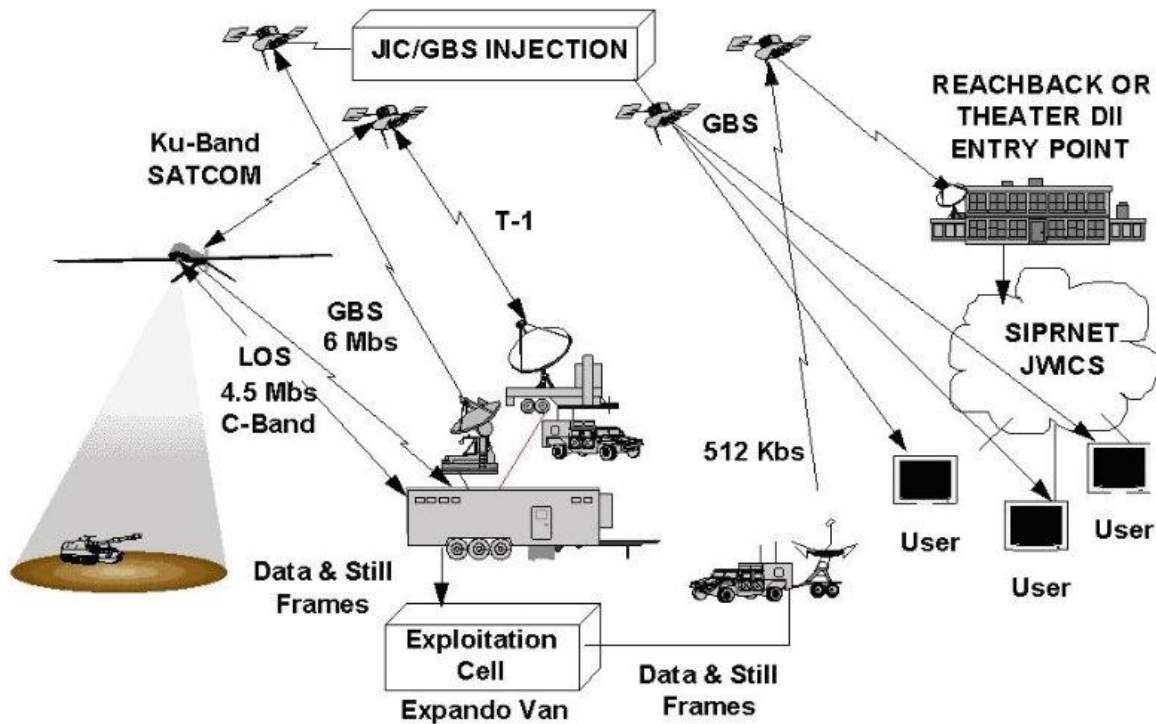 JIC/GBS INJECTION
REACHBACK OR
THEATER DII
ENTRY POINT
GBS
Ku-Band
SATCOM
T-1
GBS
6 Mbs
LOS
4.5 Mbs
C-Band
SIPRNET
JWICS
512 Kbs
User
User
User
Data & Still
Frames
Exploitation
Cell
Expando Van
Data & Still
Frames